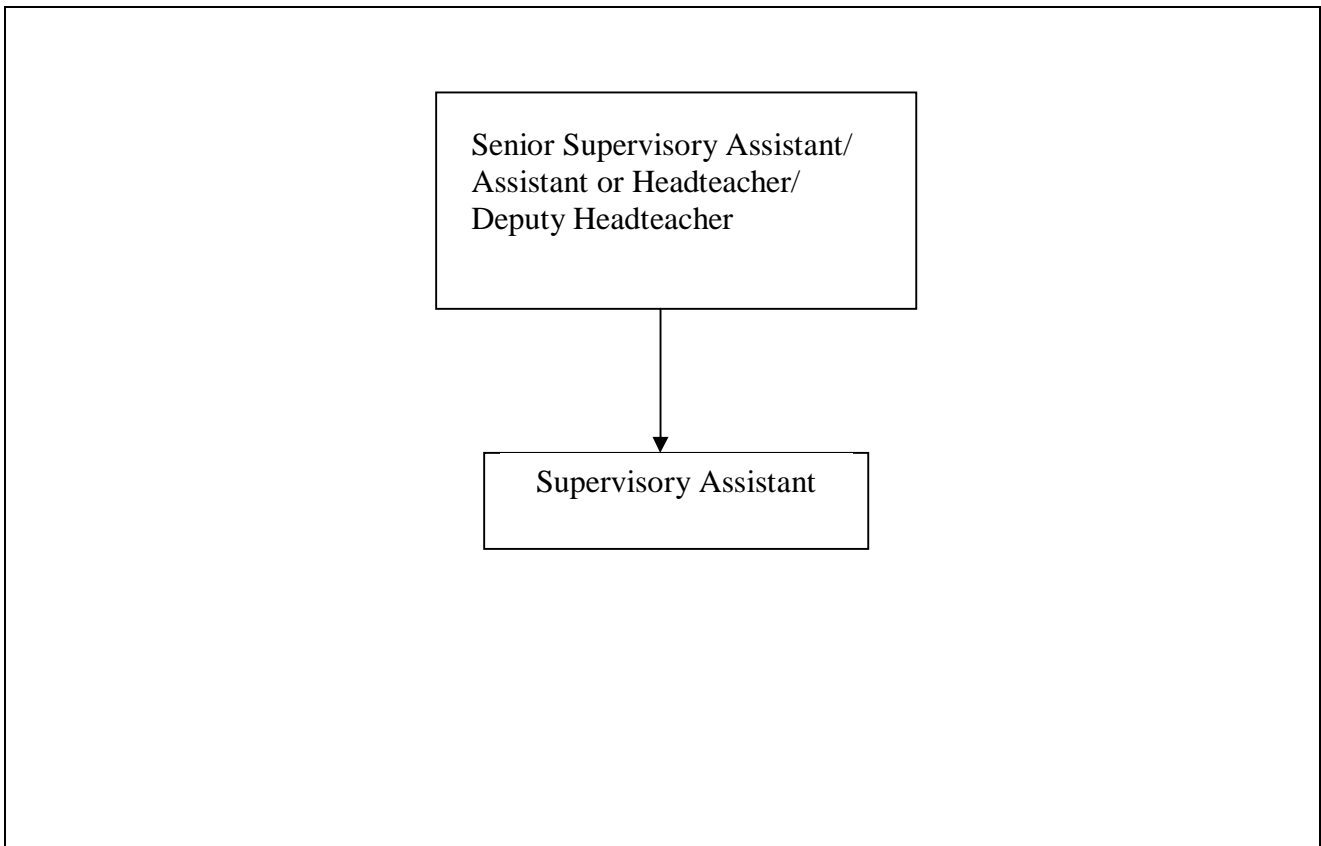 Senior Supervisory Assistant/
Assistant or Headteacher/
Deputy Headteacher
Supervisory Assistant